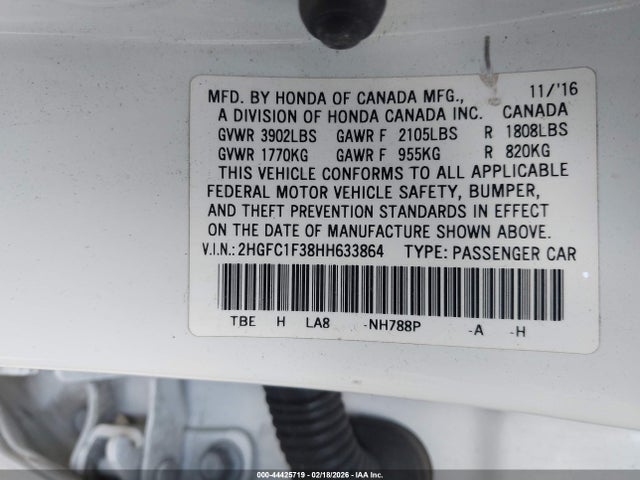 MFD. BY HONDA OF CANADA MFG., 11/'16
A DIVISION OF HONDA CANADA INC. CANADA
GVWR 3902LBS GAWR F 2105LBS R 1808LBS
GVWR 1770KG GAWR F 955KG R 820KG
THIS VEHICLE CONFORMS TO ALL APPLICABLE
FEDERAL MOTOR VEHICLE SAFETY, BUMPER,
AND THEFT PREVENTION STANDARDS IN EFFECT
ON THE DATE OF MANUFACTURE SHOWN ABOVE.
V.I.N.: 2HGFC1F38HH633864 TYPE: PASSENGER CAR
TBE H LA8 -NH788P -A -H
000-44425719 - 02/18/2026 - IAA Inc.